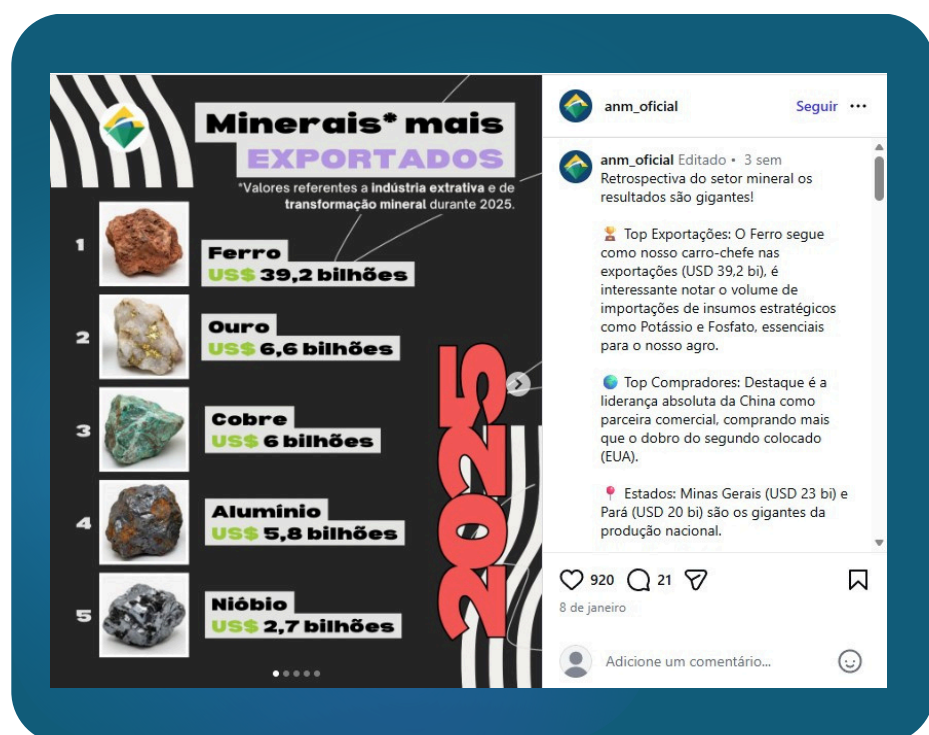 Minerais* mais
EXPORTADOS
*Valores referentes a indústria extrativa e de
transformação mineral durante 2025.
1
Ferro
US$ 39,2 bilhões
2
Ouro
US$ 6,6 bilhões
3
Cobre
US$ 6 bilhões
4
Alumínio
US$ 5,8 bilhões
5
Nióbio
US$ 2,7 bilhões
2025
anm_oficial
Seguir
anm_oficial Editado • 3 sem
Retrospectiva do setor mineral os
resultados são gigantes!
🏆 Top Exportações: O Ferro segue
como nosso carro-chefe nas
exportações (USD 39,2 bi), é
interessante notar o volume de
importações de insumos estratégicos
como Potássio e Fosfato, essenciais
para o nosso agro.
🌎 Top Compradores: Destaque é a
liderança absoluta da China como
parceira comercial, comprando mais
que o dobro do segundo colocado
(EUA).
📍 Estados: Minas Gerais (USD 23 bi) e
Pará (USD 20 bi) são os gigantes da
produção nacional.
920
21
8 de janeiro
Adicione um comentário...